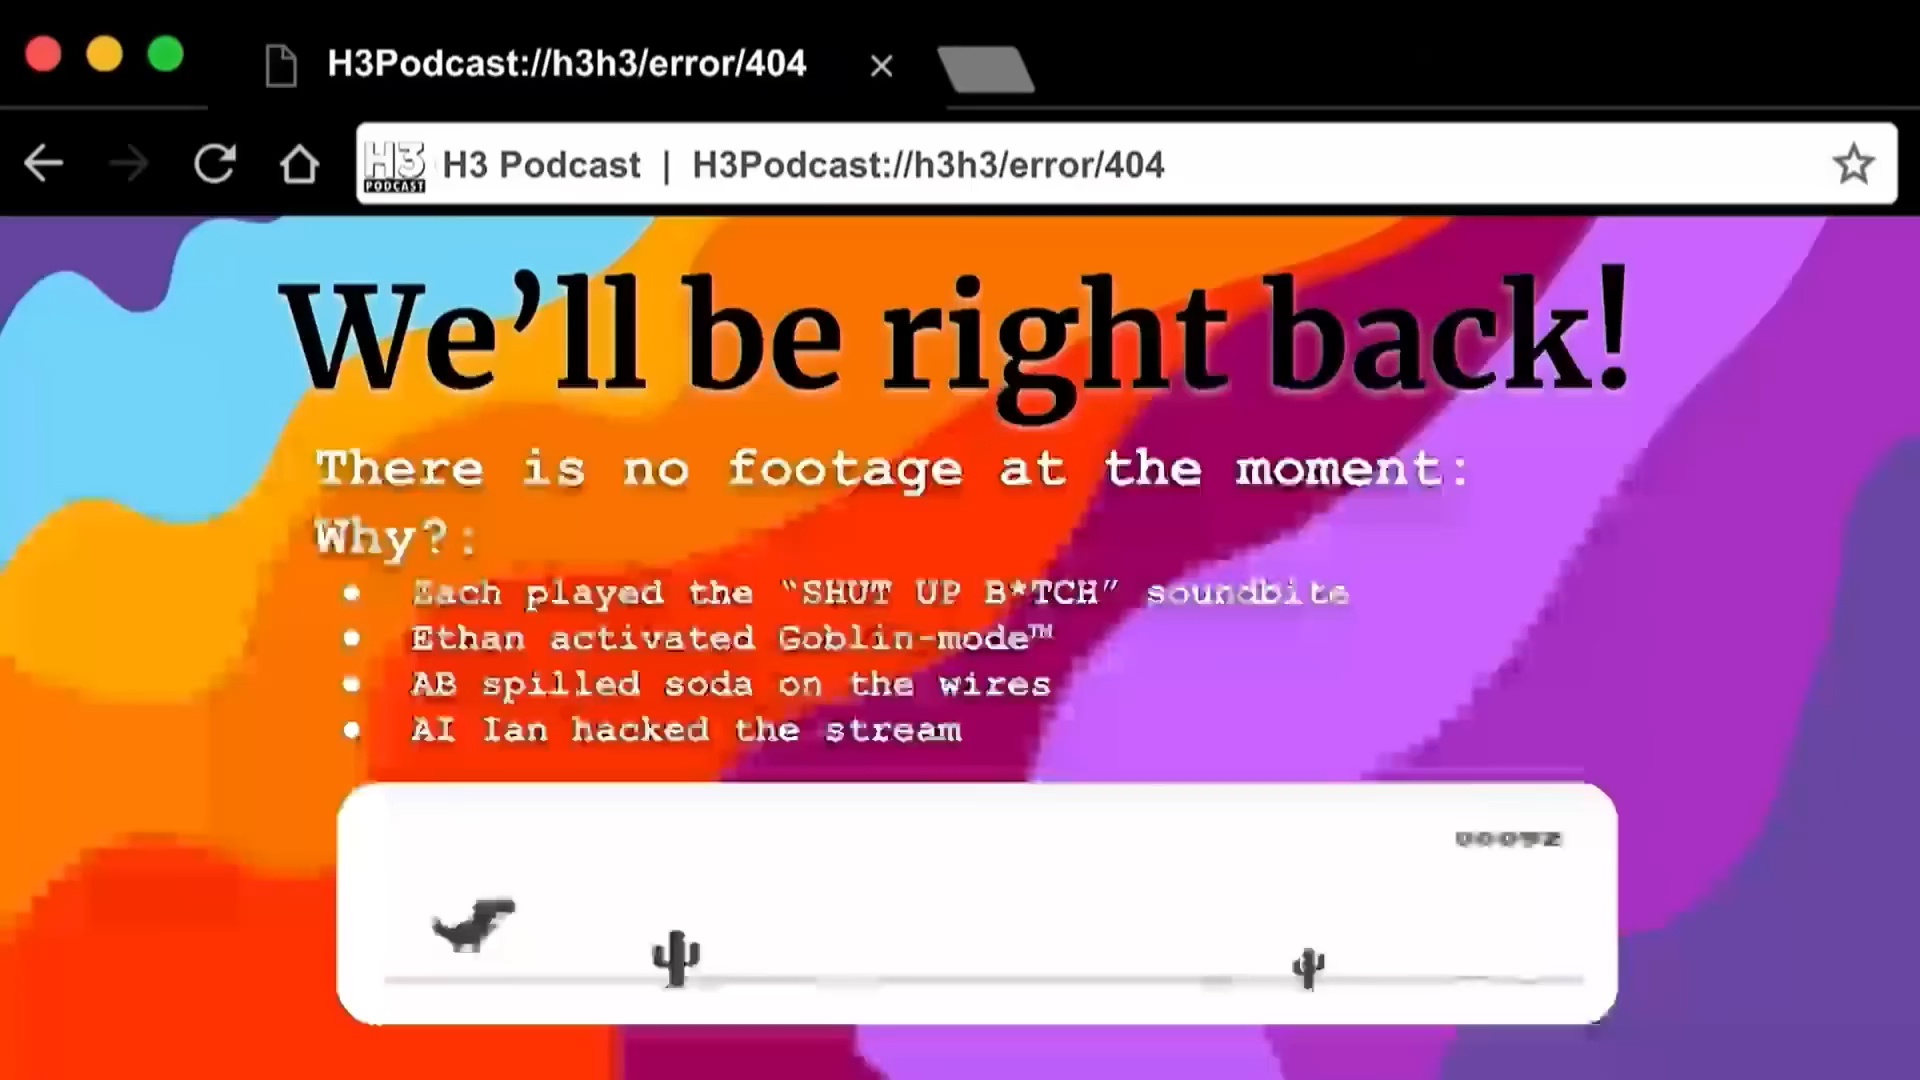 H3Podcast://h3h3/error/404
H3 PODCAST H3 Podcast | H3Podcast://h3h3/error/404
We'll be right back!
There is no footage at the moment:
Why?:
• Zach played the “SHUT UP B*TCH” soundbite
• Ethan activated Goblin-mode™
• AB spilled soda on the wires
• AI Ian hacked the stream
00092